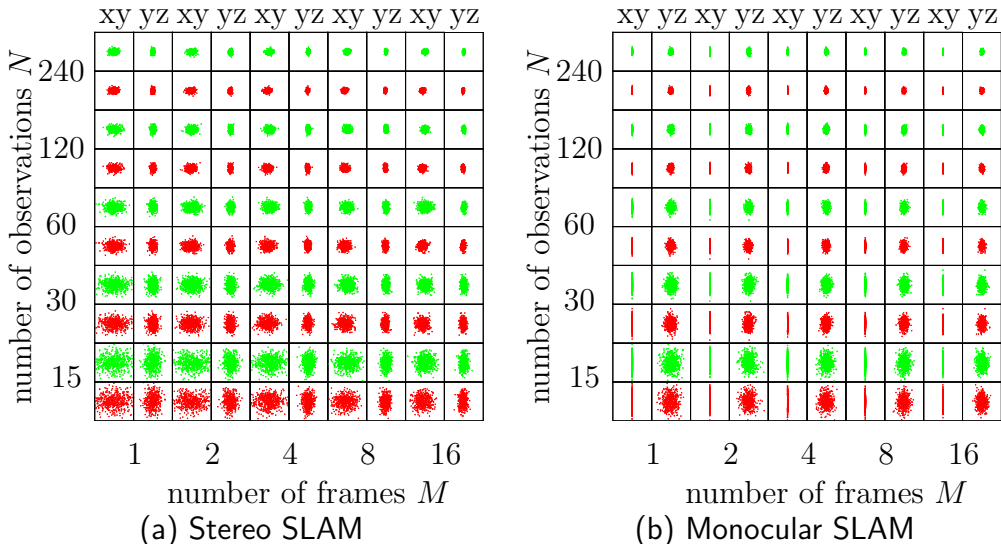 xy yz xy yz xy yz xy yz xy yz
number of observations N
240
120
60
30
15
1 2 4 8 16
number of frames M
(a) Stereo SLAM
xy yz xy yz xy yz xy yz xy yz
number of observations N
240
120
60
30
15
1 2 4 8 16
number of frames M
(b) Monocular SLAM